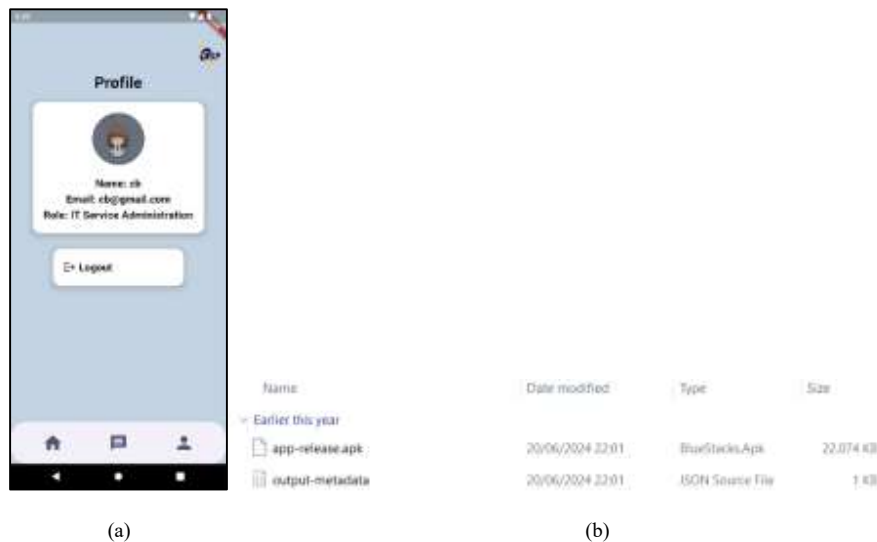 Profile
Name: cb
Email: cb@gmail.com
Role: IT Service Administration
Logout
Name Date modified Type Size
Earlier this year
app-release.apk 20/06/2024 22:01 BlueStacks.Apk 22.074 KB
output-metadata 20/06/2024 22:01 JSON Source File 1 KB
(a) (b)